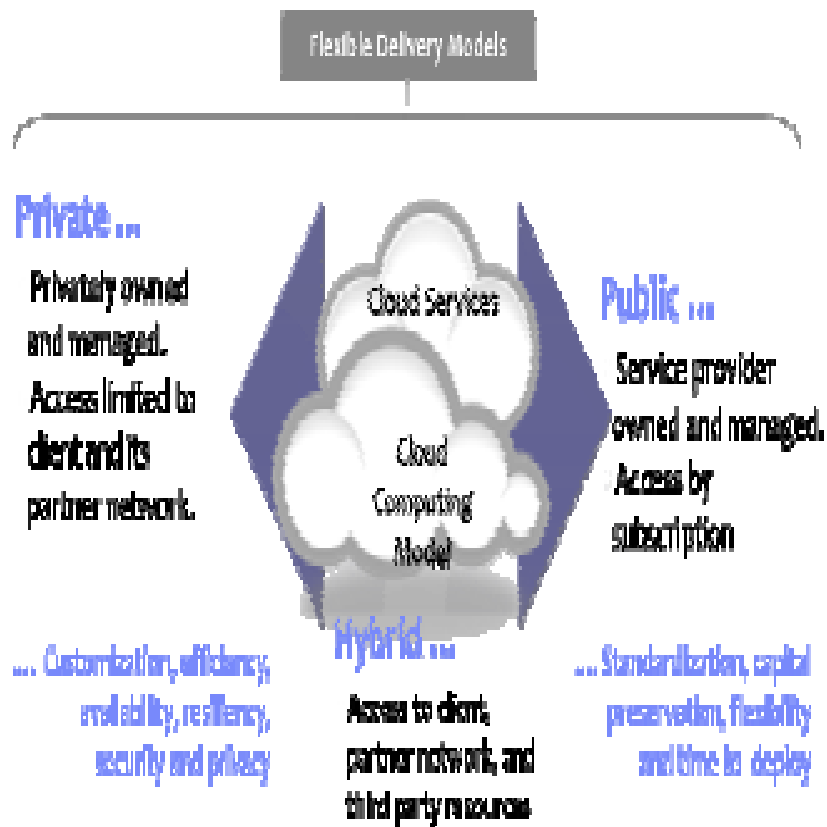 Flexible Delivery Models
Private ...
Privately owned
and managed.
Access limited to
client and its
partner network.
Cloud Services
Cloud
Computing
Model
Public ...
Service provider
owned and managed.
Access by
subscription
.... Customization, efficiency,
availability, resiliency,
security and privacy
Hybrid ...
Access to client,
partner network, and
third party resources
.... Standardization, capital
preservation, flexibility
and time to deploy